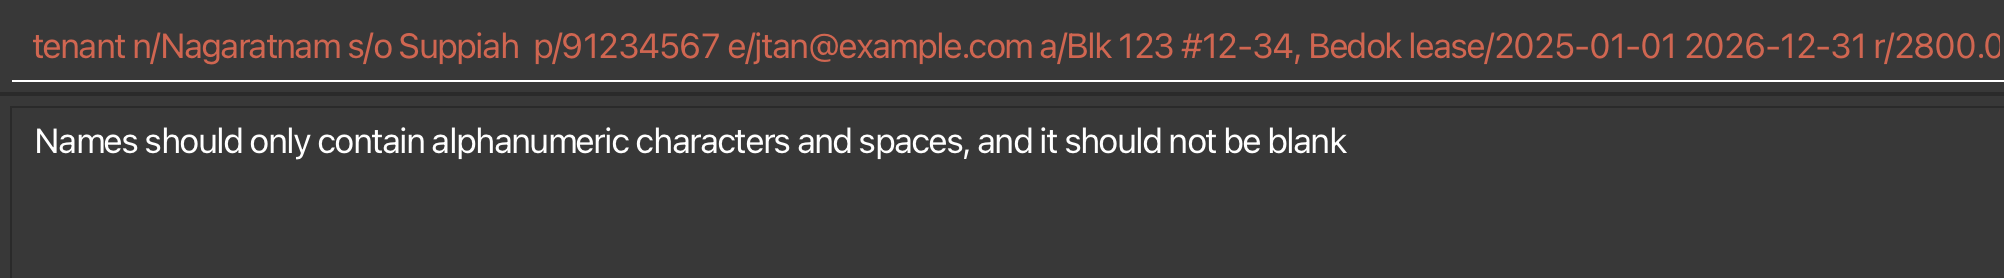 tenant n/Nagaratnam s/o Suppiah  p/91234567 e/jtan@example.com a/Blk 123 #12-34, Bedok lease/2025-01-01 2026-12-31 r/2800.0
Names should only contain alphanumeric characters and spaces, and it should not be blank